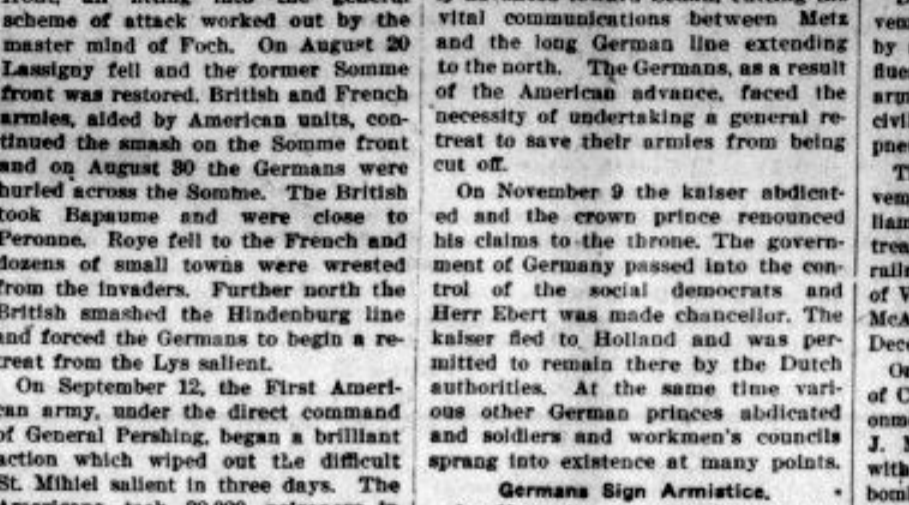 scheme of attack worked out by the
master mind of Foch. On August 20
Lassigny fell and the former Somme
front was restored. British and French
armies, aided by American units, con-
tinued the smash on the Somme front
and on August 30 the Germans were
hurled across the Somme. The British
took Bapaume and were close to
Peronne. Roye fell to the French and
dozens of small towns were wrested
from the invaders. Further north the
British smashed the Hindenburg line
and forced the Germans to begin a re-
treat from the Lys salient.
On September 12, the First Ameri-
can army, under the direct command
of General Pershing, began a brilliant
action which wiped out the difficult
St. Mihiel salient in three days. The
vital communications between Metz
and the long German line extending
to the north. The Germans, as a result
of the American advance, faced the
necessity of undertaking a general re-
treat to save their armies from being
cut off.
On November 9 the kaiser abdicat-
ed and the crown prince renounced
his claims to the throne. The govern-
ment of Germany passed into the con-
trol of the social democrats and
Herr Ebert was made chancellor. The
kaiser fled to Holland and was per-
mitted to remain there by the Dutch
authorities. At the same time vari-
ous other German princes abdicated
and soldiers and workmen's councils
sprang into existence at many points.
Germans Sign Armistice.
by
of V
McA
Dece
of C
J.
with